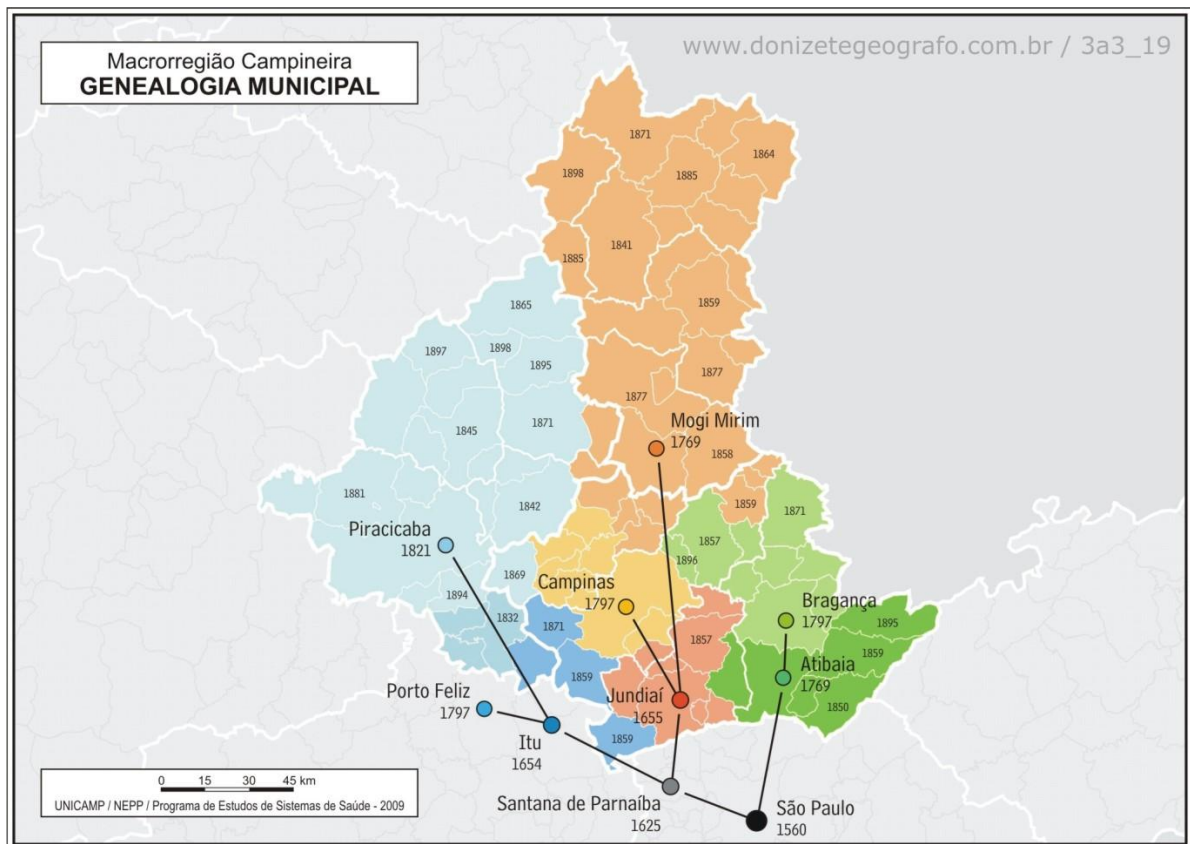 www.donizetegeografo.com.br / 3a3_19
Macrorregião Campineira
GENEALOGIA MUNICIPAL
1871
1864
1898
1885
1841
1885
1859
1865
1898
1897
1895
1877
1877
1871
1845
Mogi Mirim
1769
1858
1881
1842
1859
1871
Piracicaba
1821
1857
1896
1869
Campinas
1797
1894
Bragança
1797
1832
1871
1895
1857
1859
Atibaia
1769
1859
Porto Feliz
1797
Jundiaí
1655
1850
Itu
1654
1859
0 15 30 45 km
UNICAMP / NEPP / Programa de Estudos de Sistemas de Saúde - 2009
Santana de Parnaíba
1625
São Paulo
1560